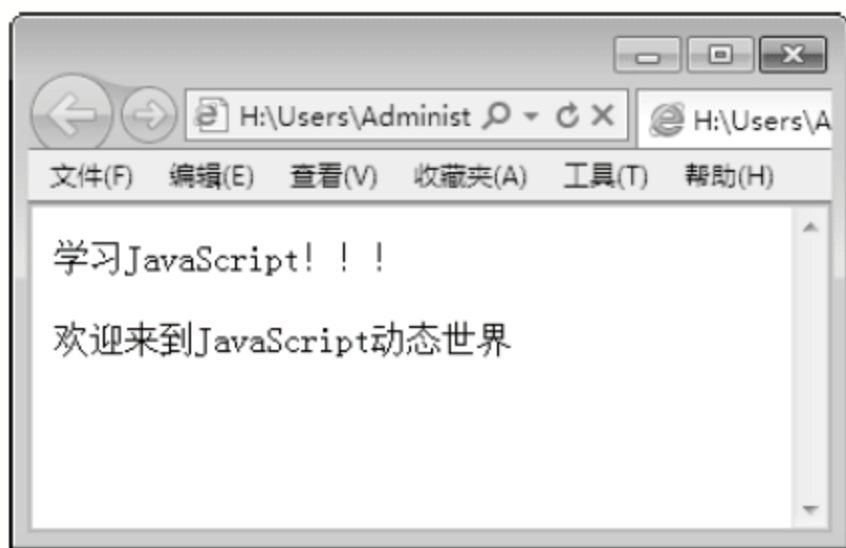 H:\Users\Administ
H:\Users\A
文件(F) 编辑(E) 查看(V) 收藏夹(A) 工具(T) 帮助(H)
学习JavaScript！！！
欢迎来到JavaScript动态世界